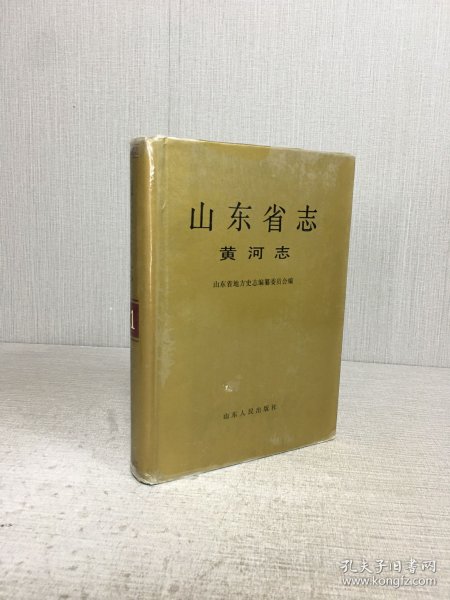 山东省志
黄河志
山东省地方史志编纂委员会编
山东人民出版社
1
孔夫子旧书网
www.kongfz.com